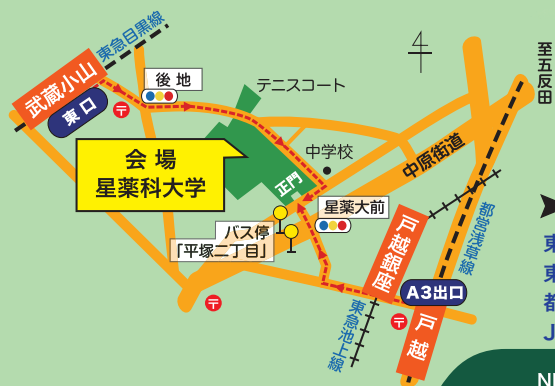 東急目黒線
武蔵小山
東口
後地
〒
テニスコート
会場
星薬科大学
中学校
正門
中原街道
至五反田
星薬大前
バス停
「平塚二丁目」
戸越銀座
都営浅草線
A3出口
戸越
東急池上線
〒
〒
東
東
都
J